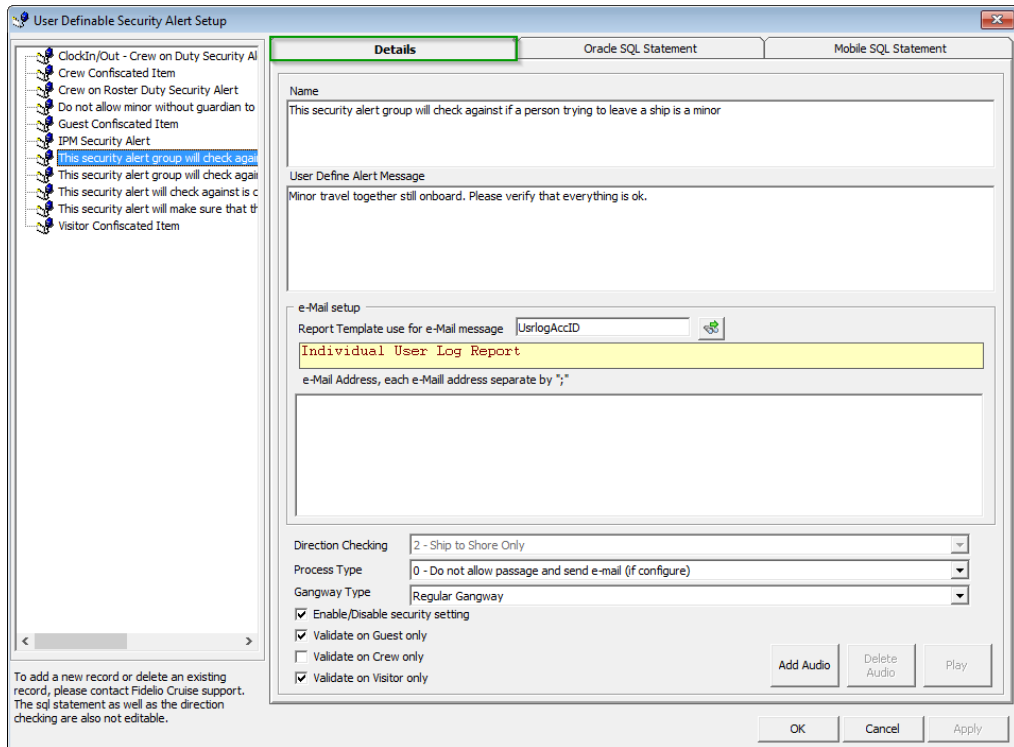 User Definable Security Alert Setup
ClockIn/Out - Crew on Duty Security Al
Crew Confiscated Item
Crew on Roster Duty Security Alert
Do not allow minor without guardian to
Guest Confiscated Item
IPM Security Alert
This security alert group will check again
This security alert group will check again
This security alert will check against is c
This security alert will make sure that th
Visitor Confiscated Item
To add a new record or delete an existing
record, please contact Fidelio Cruise support.
The sql statement as well as the direction
checking are also not editable.
Details
Oracle SQL Statement
Mobile SQL Statement
Name
This security alert group will check against if a person trying to leave a ship is a minor
User Define Alert Message
Minor travel together still onboard. Please verify that everything is ok.
e-Mail setup
Report Template use for e-Mail message UsrlogAccID
Individual User Log Report
e-Mail Address, each e-Maill address separate by ";"
Direction Checking 2 - Ship to Shore Only
Process Type 0 - Do not allow passage and send e-mail (if configure)
Gangway Type Regular Gangway
Enable/Disable security setting
Validate on Guest only
Validate on Crew only
Validate on Visitor only
Add Audio
Delete
Audio
Play
OK
Cancel
Apply